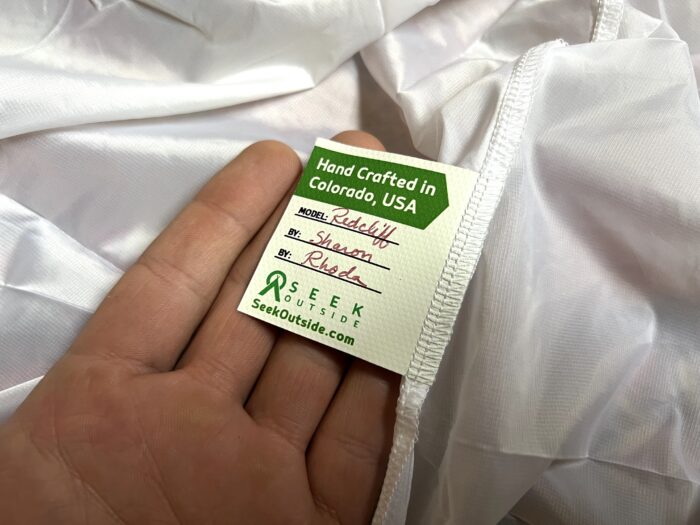 Hand Crafted in
Colorado, USA
MODEL: Redcliff
BY: Sharon
BY: Rhoda
SEEK
OUTSIDE
SeekOutside.com